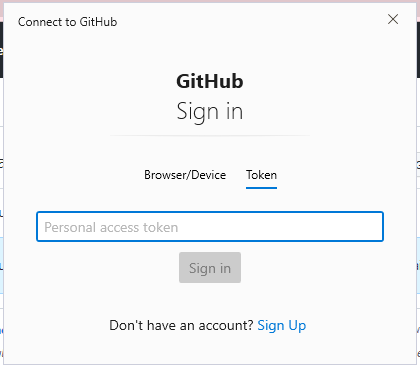 Connect to GitHub
GitHub
Sign in
Browser/Device Token
Personal access token
Sign in
Don't have an account? Sign Up